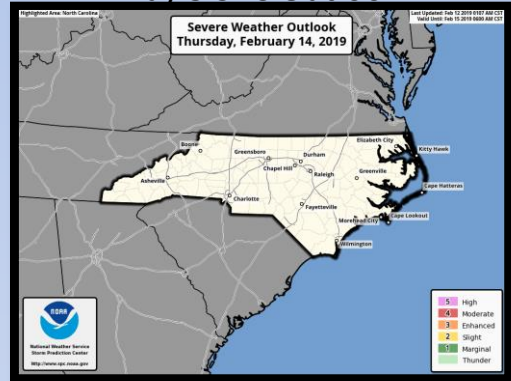 Highlighted Area: North Carolina
Severe Weather Outlook
Thursday, February 14, 2019
Last Updated: Feb 12 2019 0107 AM CST
Valid Until: Feb 15 2019 0600 AM CST
Boone
Greensboro
Durham
Elizabeth City
Kitty Hawk
Chapel Hill
Raleigh
Greenville
Asheville
Cape Hatteras
Charlotte
Fayetteville
Morehead City
Cape Lookout
Wilmington
NOAA
National Weather Service
Storm Prediction Center
http://www.spc.noaa.gov
5 High
4 Moderate
3 Enhanced
2 Slight
1 Marginal
Thunder